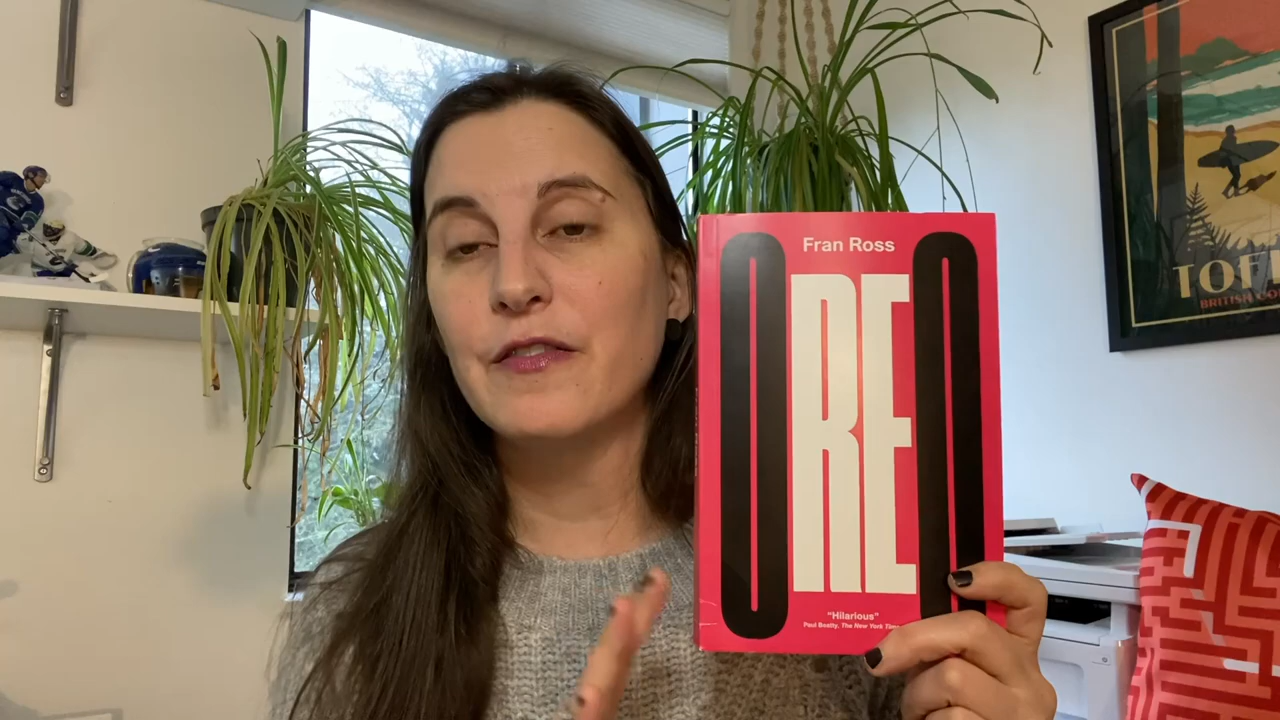 Fran Ross
OREO
"Hilarious"
Paul Beatty, The New York Times
TOFI
BRITISH CO